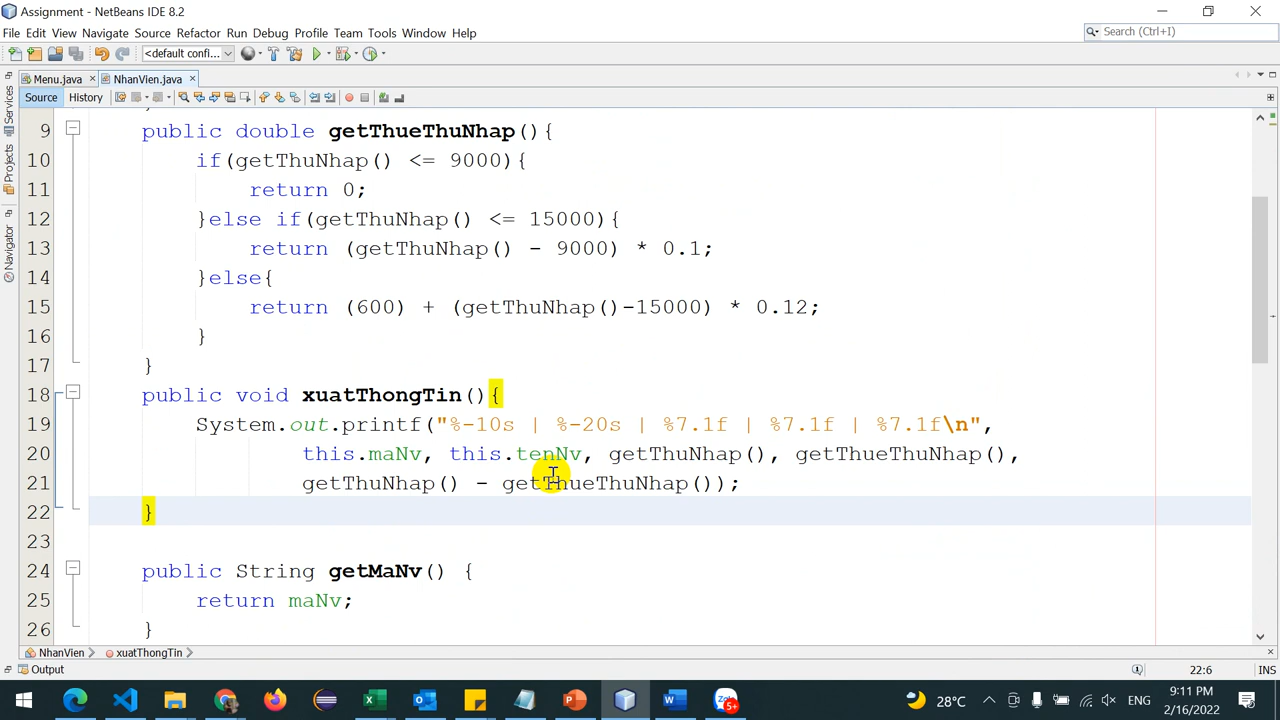 Assignment - NetBeans IDE 8.2
File Edit View Navigate Source Refactor Run Debug Profile Team Tools Window Help
Search (Ctrl+I)
<default confi...
Menu.java NhanVien.java
Source History
9 public double getThueThuNhap(){
10 if(getThuNhap() <= 9000){
11 return 0;
12 }else if(getThuNhap() <= 15000){
13 return (getThuNhap() - 9000) * 0.1;
14 }else{
15 return (600) + (getThuNhap()-15000) * 0.12;
16 }
17 }
18 public void xuatThongTin(){
19 System.out.printf("%-10s | %-20s | %7.1f | %7.1f | %7.1f\n",
20 this.maNv, this.tenNv, getThuNhap(), getThueThuNhap(),
21 getThuNhap() - getThueThuNhap());
22 }
23
24 public String getMaNv() {
25 return maNv;
26 }
Services
Projects
Navigator
NhanVien xuatThongTin
Output
22:6 INS
28°C ENG 9:11 PM
2/16/2022
5+